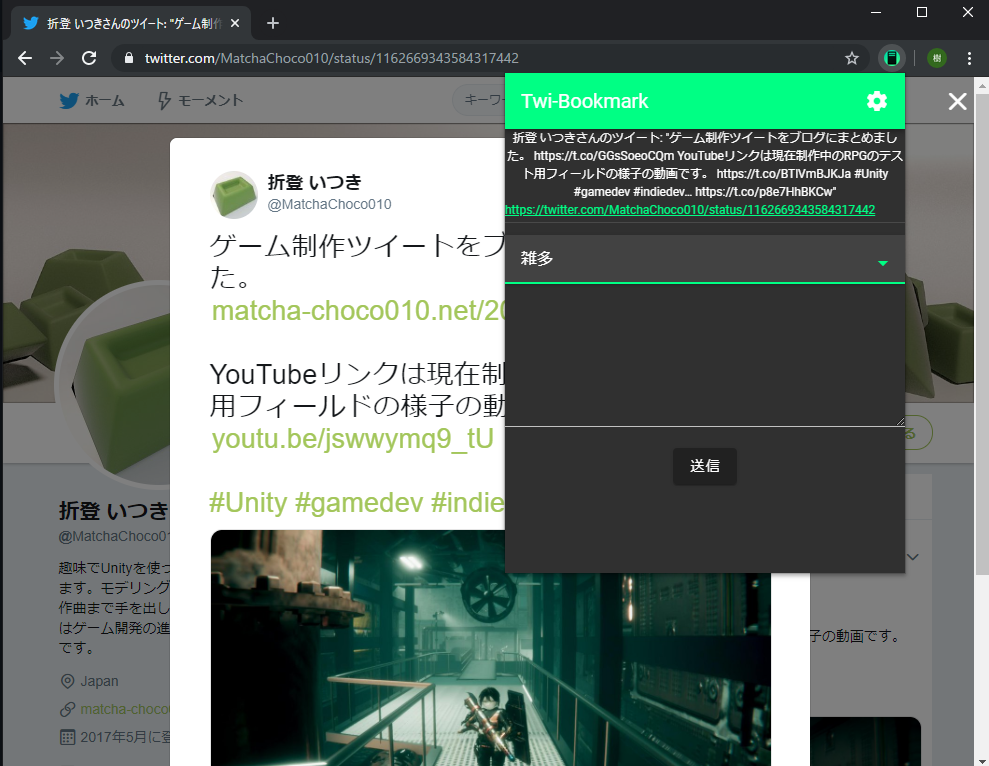 折登 いつきさんのツイート: "ゲーム制作
twitter.com/MatchaChoco010/status/1162669343584317442
樹
ホーム
モーメント
キーワー
Twi-Bookmark
折登 いつきさんのツイート: "ゲーム制作ツイートをブログにまとめまし
た。 https://t.co/GGsSoeoCQm YouTubeリンクは現在制作中のRPGのテス
ト用フィールドの様子の動画です。 https://t.co/BTIVmBJKJa #Unity
#gamedev #indiedev… https://t.co/p8e7HhBKCw"
https://twitter.com/MatchaChoco010/status/1162669343584317442
雑多
送信
折登 いつき
@MatchaChoco010
ゲーム制作ツイートをブ
た。
matcha-choco010.net/20
YouTubeリンクは現在制
用フィールドの様子の動
youtu.be/jswwymq9_tU
#Unity #gamedev #indie
る
折登 いつき
@MatchaChoco01
趣味でUnityを使っ
ます。モデリング
作曲まで手を出し
はゲーム開発の進
です。
Japan
matcha-choco
2017年5月に登
子の動画です。